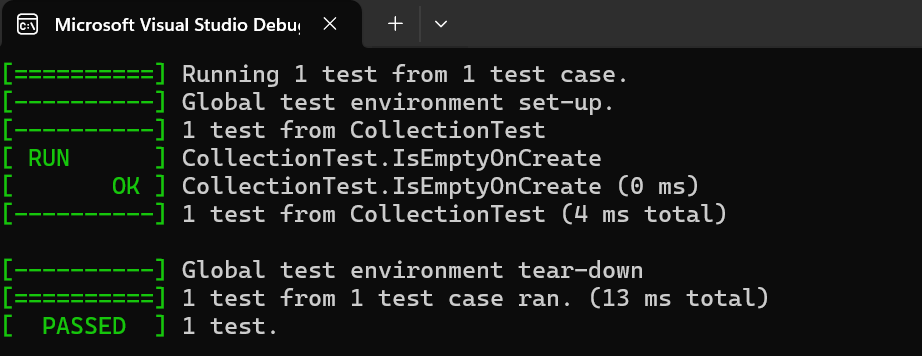 Microsoft Visual Studio Debu
[==========] Running 1 test from 1 test case.
[----------] Global test environment set-up.
[----------] 1 test from CollectionTest
[ RUN      ] CollectionTest.IsEmptyOnCreate
[       OK ] CollectionTest.IsEmptyOnCreate (0 ms)
[----------] 1 test from CollectionTest (4 ms total)

[----------] Global test environment tear-down
[==========] 1 test from 1 test case ran. (13 ms total)
[  PASSED  ] 1 test.